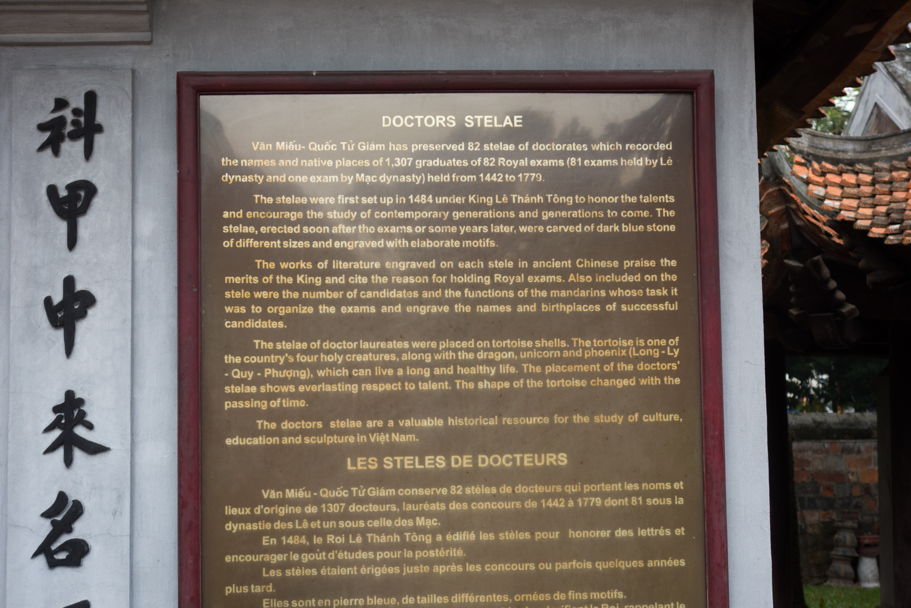 科
甲
中
來
名
DOCTORS STELAE
Văn Miếu- Quốc Tử Giám has preserved 82 stelae of doctorates which recorded
the names and native places of 1,307 graduates of 82 Royal exams (81 exams held by Lê
dynasty and one exam by Mạc dynasty) held from 1442 to 1779.
The stelae were first set up in 1484 under King Lê Thánh Tông to honor the talents
and encourage the study of contemporary generations and generations to come. The
stelae, erected soon after the exams or some years later, were carved of dark blue stone
of different sizes and engraved with elaborate motifs.
The works of literature engraved on each stele in ancient Chinese praise the
merits of the King and cite the reason for holding Royal exams. Also included on the
stele were the number of candidates and the functions of the mandarins whose task it
was to organize the exams and engrave the names and birthplaces of successful
candidates.
The stelae of doctor laureates were placed on tortoise shells. The tortoise is one of
the country's four holy creatures, along with the dragon, unicorn and phoenix (Long- Ly
- Quy - Phượng), which can live a long and healthy life. The placement of the doctors'
stelae shows everlasting respect to talent. The shape of the tortoise changed with the
passing of time.
The doctors stelae are a valuable historical resource for the study of culture,
education and sculpture in Việt Nam.
LES STELES DE DOCTEURS
Văn Miếu - Quốc Tử Giám conserve 82 stèles de docteurs qui portent les noms et
lieux d'origine de 1307 docteurs, lauréats des concours de 1442 à 1779 dont 81 sous la
dynastie des Lê et un sous celle des Mạc.
En 1484, le Roi Lê Thánh Tông a édifié les stèles pour honorer des lettrés et
encourager le goût d'études pour la postérité.
Les stèles étaient érigées juste après les concours ou parfois quelques années
plus tard.
Elles sont en pierre bleue, de tailles différentes, ornées de fins motifs.
le Roi, rappelant le